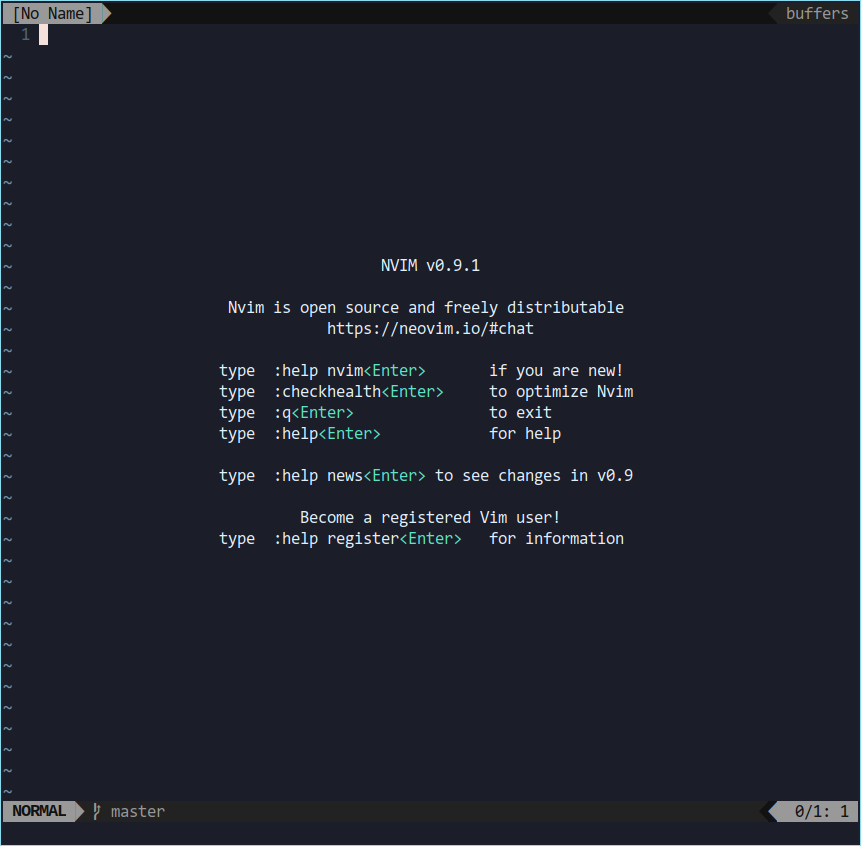 [No Name] buffers
1
~
~
~
~
~
~
~
~
~
~
~ NVIM v0.9.1
~
~ Nvim is open source and freely distributable
~ https://neovim.io/#chat
~
~ type :help nvim<Enter> if you are new!
~ type :checkhealth<Enter> to optimize Nvim
~ type :q<Enter> to exit
~ type :help<Enter> for help
~
~ type :help news<Enter> to see changes in v0.9
~
~ Become a registered Vim user!
~ type :help register<Enter> for information
~
~
~
~
~
~
~
~
~
~
~
~
NORMAL master 0/1: 1